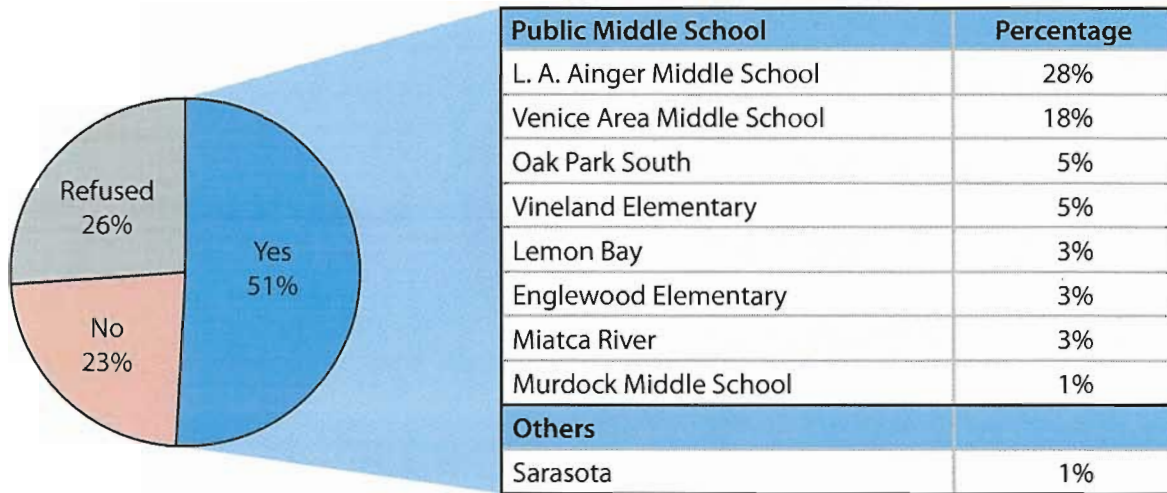 Refused
26%
Yes
51%
No
23%
Public Middle School Percentage
L. A. Ainger Middle School 28%
Venice Area Middle School 18%
Oak Park South 5%
Vineland Elementary 5%
Lemon Bay 3%
Englewood Elementary 3%
Miatca River 3%
Murdock Middle School 1%
Others
Sarasota 1%